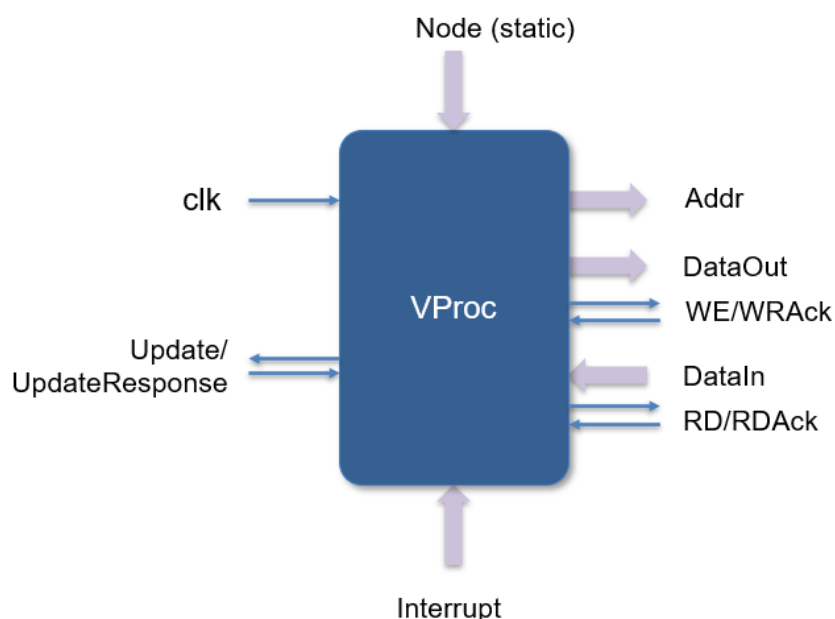 Node (static)
clk
Addr
DataOut
VProc
WE/WRAck
Update/
UpdateResponse
DataIn
RD/RDAck
Interrupt